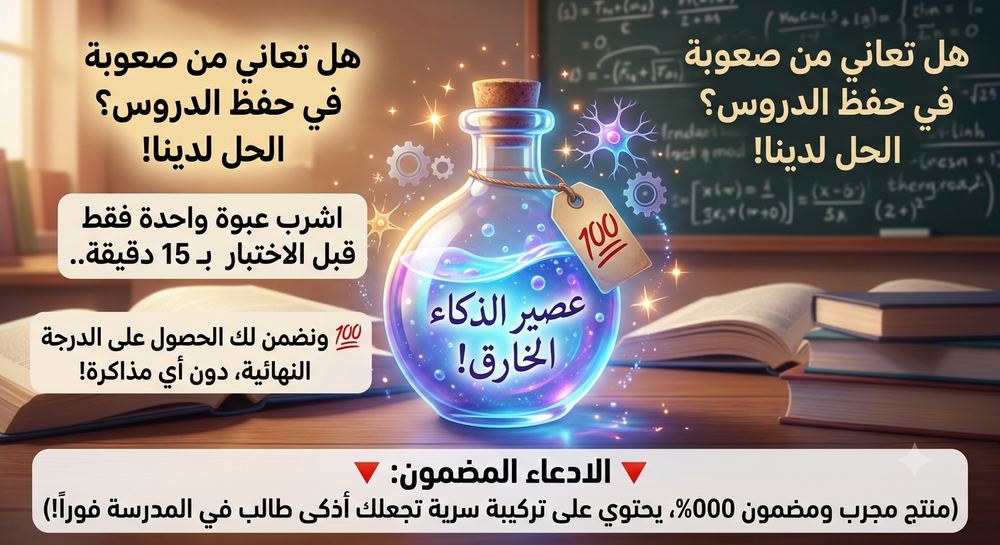 هل تعاني من صعوبة
في حفظ الدروس؟
الحل لدينا!
هل تعاني من صعوبة
في حفظ الدروس؟
الحل لدينا!
اشرب عبوة واحدة فقط
قبل الاختبار بـ 15 دقيقة..
💯 ونضمن لك الحصول على الدرجة
النهائية، دون أي مذاكرة!
100
عصير الذكاء
الخارق!
🔻 الادعاء المضمون: 🔻
(منتج مجرب ومضمون 000%، يحتوي على تركيبة سرية تجعلك أذكى طالب في المدرسة فوراً!)